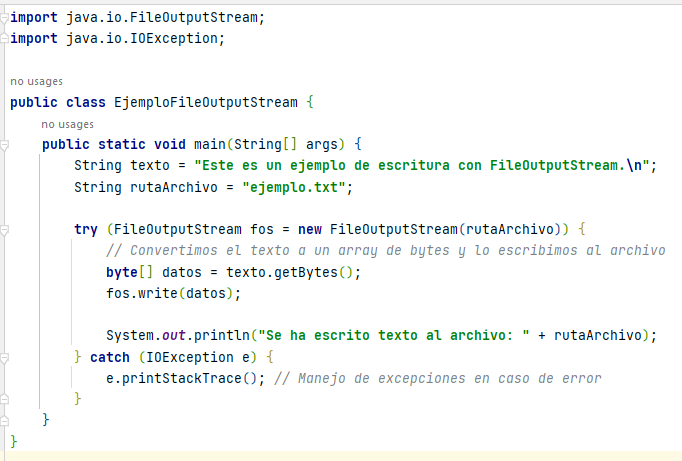 import java.io.FileOutputStream;
import java.io.IOException;
no usages
public class EjemploFileOutputStream {
no usages
public static void main(String[] args) {
String texto = "Este es un ejemplo de escritura con FileOutputStream.\n";
String rutaArchivo = "ejemplo.txt";
try (FileOutputStream fos = new FileOutputStream(rutaArchivo)) {
// Convertimos el texto a un array de bytes y lo escribimos al archivo
byte[] datos = texto.getBytes();
fos.write(datos);
System.out.println("Se ha escrito texto al archivo: " + rutaArchivo);
} catch (IOException e) {
e.printStackTrace(); // Manejo de excepciones en caso de error
}
}
}